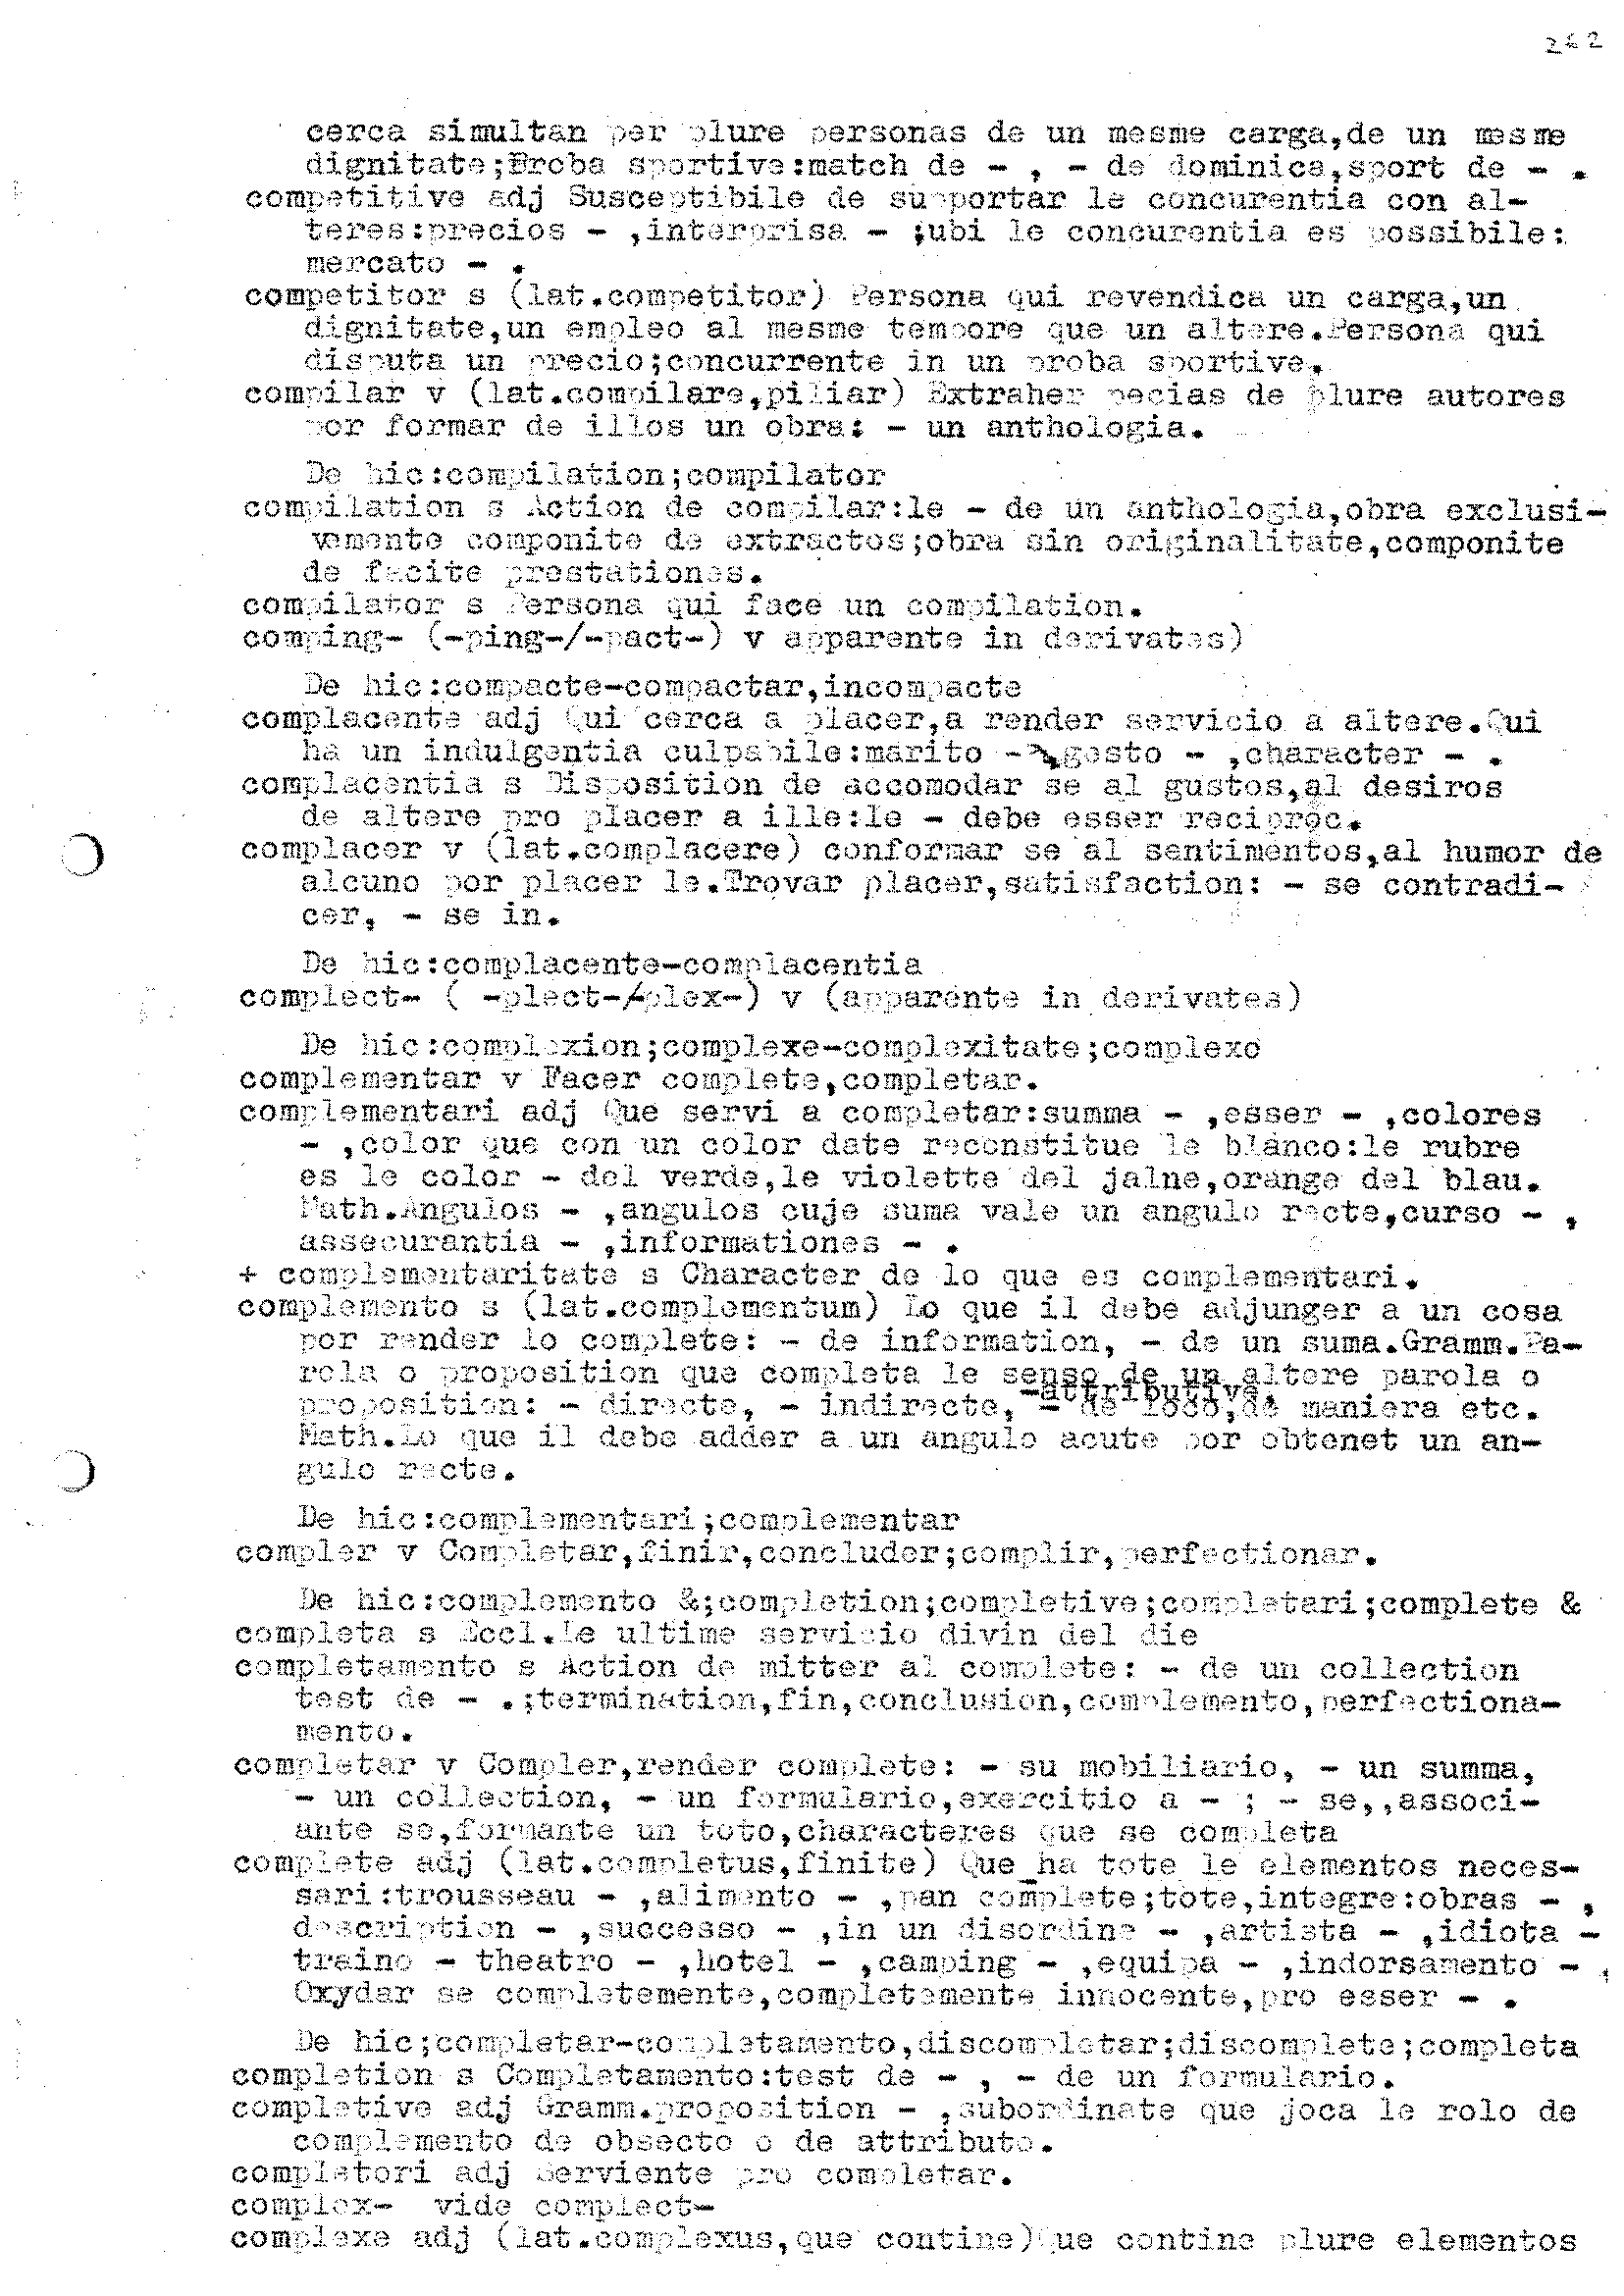 262
cerca simultan per plure personas de un mesme carga,de un mesme
dignitate;Proba sportive:match de - , - de dominica,sport de - .
competitive adj Susceptibile de supportar le concurentia con al-
teres:precios - ,interprisa - ;ubi le concurentia es possibile:
mercato - .
competitor s (lat.competitor) Persona qui revendica un carga,un
dignitate,un empleo al mesme tempore que un altere.Persona qui
disputa un precio;concurrente in un proba sportive.
compilar v (lat.compilare,piliar) Extraher pecias de plure autores
por formar de illos un obra: - un anthologia.
De hic:compilation;compilator
compilation s Action de compilar:le - de un anthologia,obra exclusi-
vemente componite de extractos;obra sin originalitate,componite
de facite prestationes.
compilator s Persona qui face un compilation.
comping- (-ping-/-pact-) v apparente in derivates)
De hic:compacte-compactar,incompacte
complacente adj Qui cerca a placer,a render servicio a altere.Qui
ha un indulgentia culpabile:marito - ,gesto - ,character - .
complacentia s Disposition de accomodar se al gustos,al desiros
de altere pro placer a ille:le - debe esser reciproc.
complacer v (lat.complacere) conformar se al sentimentos,al humor de
alcuno por placer le.Trovar placer,satisfaction: - se contradi-
cer, - se in.
De hic:complacente-complacentia
complect- ( -plect-/-plex-) v (apparente in derivates)
De hic:complexion;complexe-complexitate;complexo
complementar v Facer complete,completar.
complementari adj Que servi a completar:summa - ,esser - ,colores
- ,color que con un color date reconstitue le blanco:le rubre
es le color - del verde,le violette del jalne,orange del blau.
Math.Angulos - ,angulos cuje suma vale un angulo recte,curso - ,
assecurantia - ,informationes - .
+ complementaritate s Character de lo que es complementari.
complemento s (lat.complementum) Lo que il debe adjunger a un cosa
por render lo complete: - de information, - de un suma.Gramm.Pa-
rola o proposition que completa le senso de un altere parola o
-attributive,
proposition: - directe, - indirecte, - de loco,de maniera etc.
Math.Lo que il debe adder a un angulo acute por obtenet un an-
gulo recte.
De hic:complementari;complementar
compler v Completar,finir,concluder;complir,perfectionar.
De hic:complemento &;completion;completive;completari;complete &
completa s Eccl.Le ultime servicio divin del die
completamento s Action de mitter al complete: - de un collection
test de - .;termination,fin,conclusion,complemento,perfectiona-
mento.
completar v Compler,render complete: - su mobiliario, - un summa,
- un collection, - un formulario,exercitio a - ; - se,,associ-
ante se,formante un toto,characteres que se completa
complete adj (lat.completus,finite) Que ha tote le elementos neces-
sari:trousseau - ,alimento - ,pan complete;tote,integre:obras - ,
description - ,successo - ,in un disordine - ,artista - ,idiota -
traino - theatro - ,hotel - ,camping - ,equipa - ,indorsamento - ,
Oxydar se completemente,completemente innocente,pro esser - .
De hic;completar-completamento,discompletar;discomplete;completa
completion s Completamento:test de - , - de un formulario.
completive adj Gramm.proposition - ,subordinate que joca le rolo de
complemento de obsecto o de attributo.
completori adj Serviente pro completar.
complex- vide complect-
complexe adj (lat.complexus,que contine)Que contine plure elementos